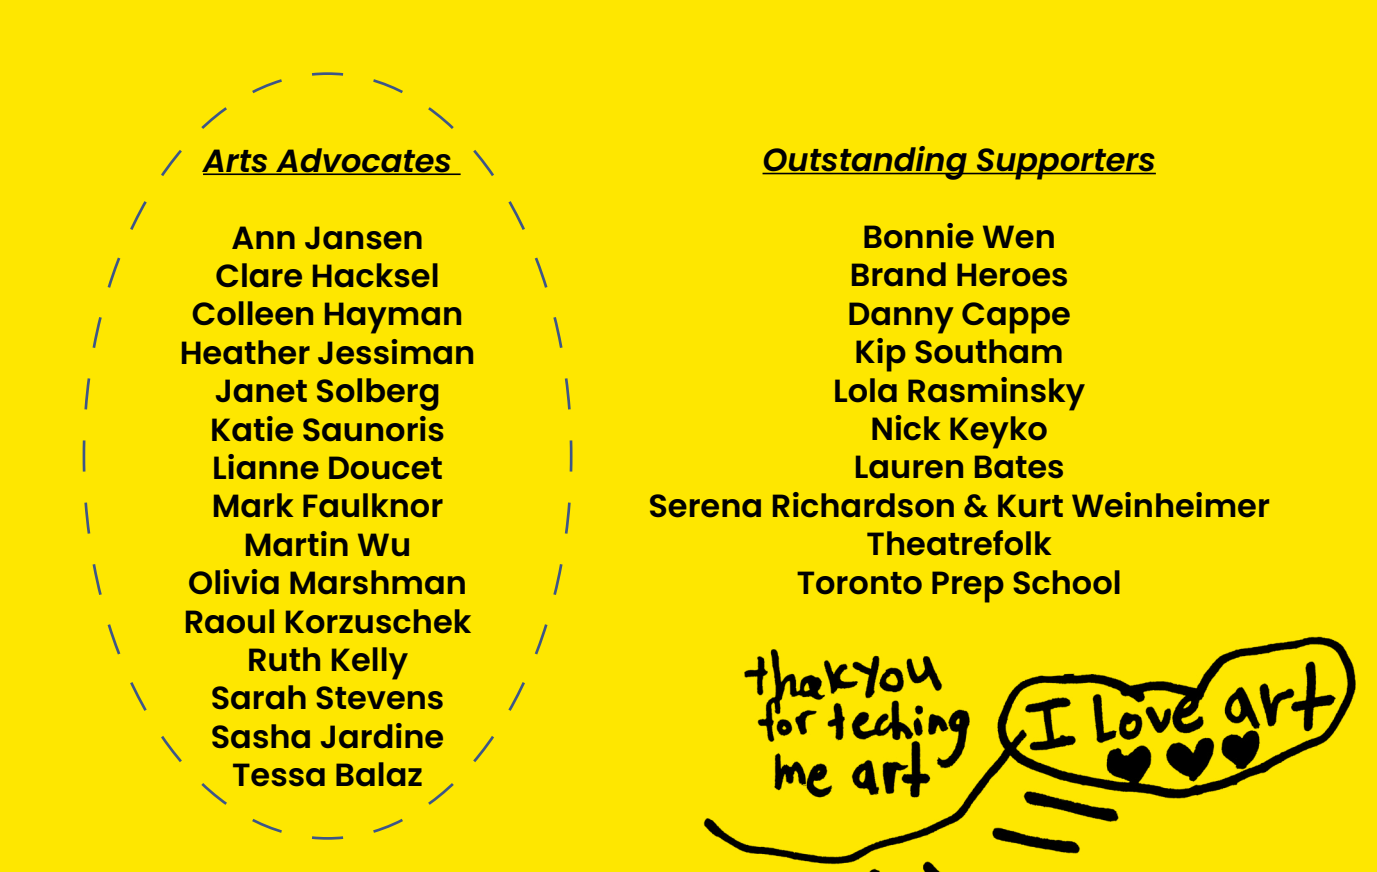 Arts Advocates
Ann Jansen
Clare Hacksel
Colleen Hayman
Heather Jessiman
Janet Solberg
Katie Saunoris
Lianne Doucet
Mark Faulknor
Martin Wu
Olivia Marshman
Raoul Korzuschek
Ruth Kelly
Sarah Stevens
Sasha Jardine
Tessa Balaz
Outstanding Supporters
Bonnie Wen
Brand Heroes
Danny Cappe
Kip Southam
Lola Rasminsky
Nick Keyko
Lauren Bates
Serena Richardson & Kurt Weinheimer
Theatrefolk
Toronto Prep School
thakyou
for teching
me art
I Love art